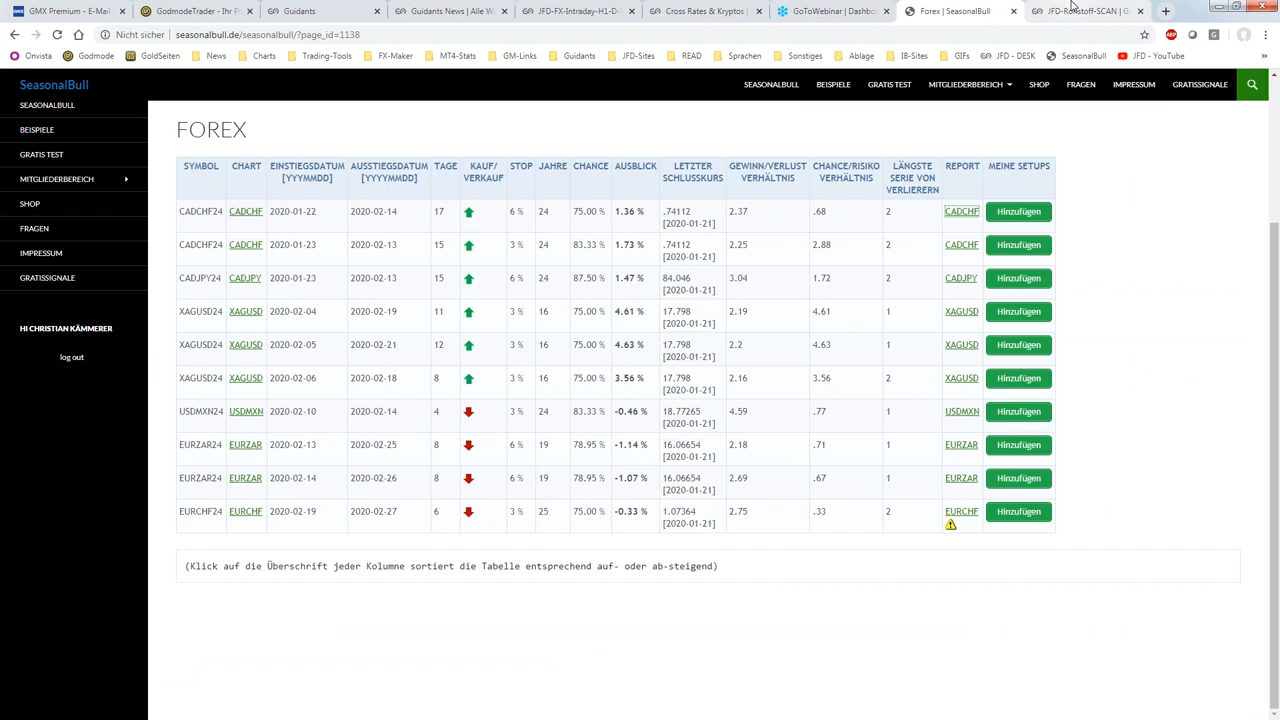 GMX Premium - E-Mail
GodmodeTrader - Ihr P
Guidants
Guidants News | Alle W
JFD-FX-Intraday-H1-D-
Cross Rates & Kryptos |
GoToWebinar | Dashboa
Forex | SeasonalBull
JFD-Rohstoff-SCAN | G
Nicht sicher | seasonalbull.de/seasonalbull/?page_id=1138
Onvista Godmode GoldSeiten News Charts Trading-Tools FX-Maker MT4-Stats GM-Links Guidants JFD-Sites READ Sprachen Sonstiges Ablage IB-Sites GIFs JFD - DESK SeasonalBull JFD - YouTube »
SeasonalBull
SEASONALBULL BEISPIELE GRATIS TEST MITGLIEDERBEREICH SHOP FRAGEN IMPRESSUM GRATISSIGNALE
SEASONALBULL
BEISPIELE
GRATIS TEST
MITGLIEDERBEREICH
SHOP
FRAGEN
IMPRESSUM
GRATISSIGNALE
HI CHRISTIAN KÄMMERER
log out
FOREX
SYMBOL CHART EINSTIEGSDATUM [YYYMMDD] AUSSTIEGSDATUM [YYYYMMDD] TAGE KAUF/ VERKAUF STOP JAHRE CHANCE AUSBLICK LETZTER SCHLUSSKURS GEWINN/VERLUST VERHÄLTNIS CHANCE/RISIKO VERHÄLTNIS LÄNGSTE SERIE VON VERLIERERN REPORT MEINE SETUPS
CADCHF24 CADCHF 2020-01-22 2020-02-14 17 6 % 24 75.00 % 1.36 % .74112 [2020-01-21] 2.37 .68 2 CADCHF Hinzufügen
CADCHF24 CADCHF 2020-01-23 2020-02-13 15 3 % 24 83.33 % 1.73 % .74112 [2020-01-21] 2.25 2.88 2 CADCHF Hinzufügen
CADJPY24 CADJPY 2020-01-23 2020-02-13 15 6 % 24 87.50 % 1.47 % 84.046 [2020-01-21] 3.04 1.72 2 CADJPY Hinzufügen
XAGUSD24 XAGUSD 2020-02-04 2020-02-19 11 3 % 16 75.00 % 4.61 % 17.798 [2020-01-21] 2.19 4.61 1 XAGUSD Hinzufügen
XAGUSD24 XAGUSD 2020-02-05 2020-02-21 12 3 % 16 75.00 % 4.63 % 17.798 [2020-01-21] 2.2 4.63 1 XAGUSD Hinzufügen
XAGUSD24 XAGUSD 2020-02-06 2020-02-18 8 3 % 16 75.00 % 3.56 % 17.798 [2020-01-21] 2.16 3.56 2 XAGUSD Hinzufügen
USDMXN24 USDMXN 2020-02-10 2020-02-14 4 3 % 24 83.33 % -0.46 % 18.77265 [2020-01-21] 4.59 .77 1 USDMXN Hinzufügen
EURZAR24 EURZAR 2020-02-13 2020-02-25 8 6 % 19 78.95 % -1.14 % 16.06654 [2020-01-21] 2.18 .71 1 EURZAR Hinzufügen
EURZAR24 EURZAR 2020-02-14 2020-02-26 8 6 % 19 78.95 % -1.07 % 16.06654 [2020-01-21] 2.69 .67 1 EURZAR Hinzufügen
EURCHF24 EURCHF 2020-02-19 2020-02-27 6 3 % 25 75.00 % -0.33 % 1.07364 [2020-01-21] 2.75 .33 2 EURCHF Hinzufügen
(Klick auf die Überschrift jeder Kolumne sortiert die Tabelle entsprechend auf- oder ab-steigend)